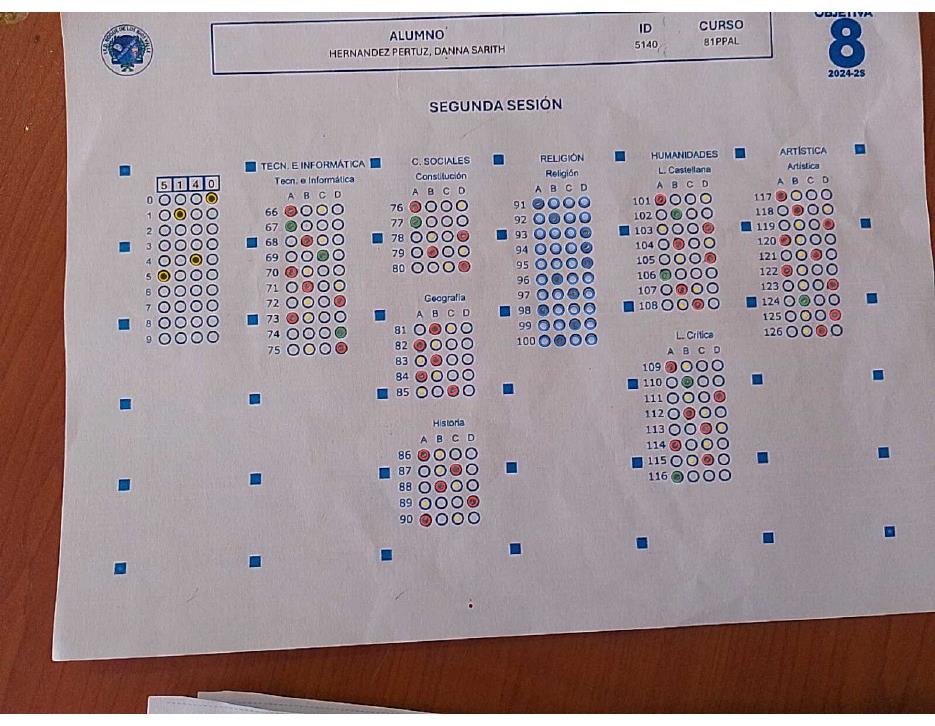 OBJETIVA
8
2024-2S
ALUMNO
HERNANDEZ PERTUZ, DANNA SARITH
ID
5140
CURSO
81PPAL
SEGUNDA SESIÓN
5 1 4 0
0
1
2
3
4
5
6
7
8
9
TECN. E INFORMÁTICA
Tecn. e Informática
A B C D
66
67
68
69
70
71
72
73
74
75
C. SOCIALES
Constitución
A B C D
76
77
78
79
80
Geografía
A B C D
81
82
83
84
85
Historia
A B C D
86
87
88
89
90
RELIGIÓN
Religión
A B C D
91
92
93
94
95
96
97
98
99
100
HUMANIDADES
L. Castellana
A B C D
101
102
103
104
105
106
107
108
L. Crítica
A B C D
109
110
111
112
113
114
115
116
ARTÍSTICA
Artística
A B C D
117
118
119
120
121
122
123
124
125
126